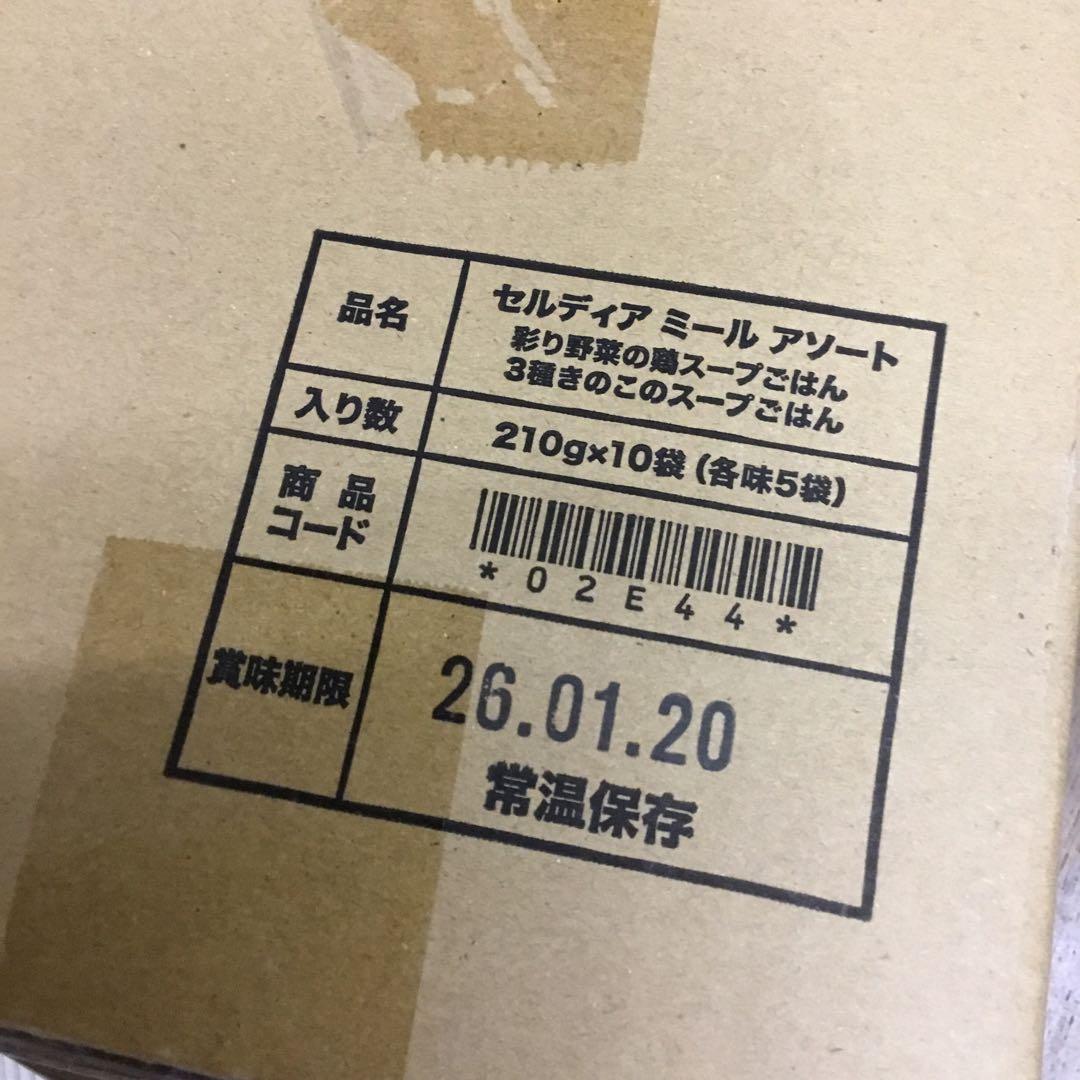 品名
セルディア ミール アソート
彩り野菜の鶏スープごはん
3種きのこのスープごはん
入り数
210g×10袋(各味5袋)
商品
コード
*02E44*
賞味期限
26.01.20
常温保存